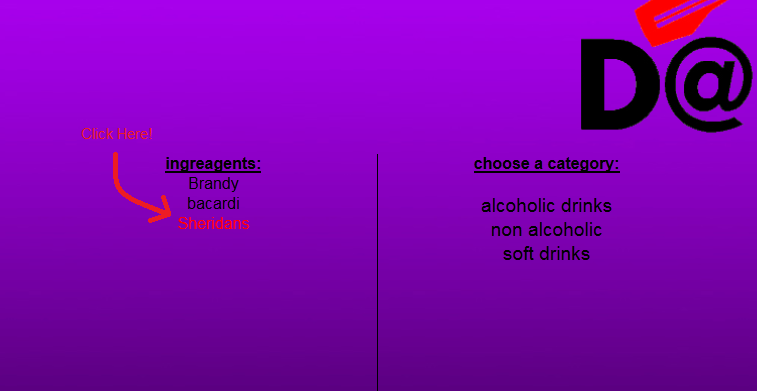 D@
Click Here!
ingreagents:
Brandy
bacardi
Sheridans
choose a category:
alcoholic drinks
non alcoholic
soft drinks